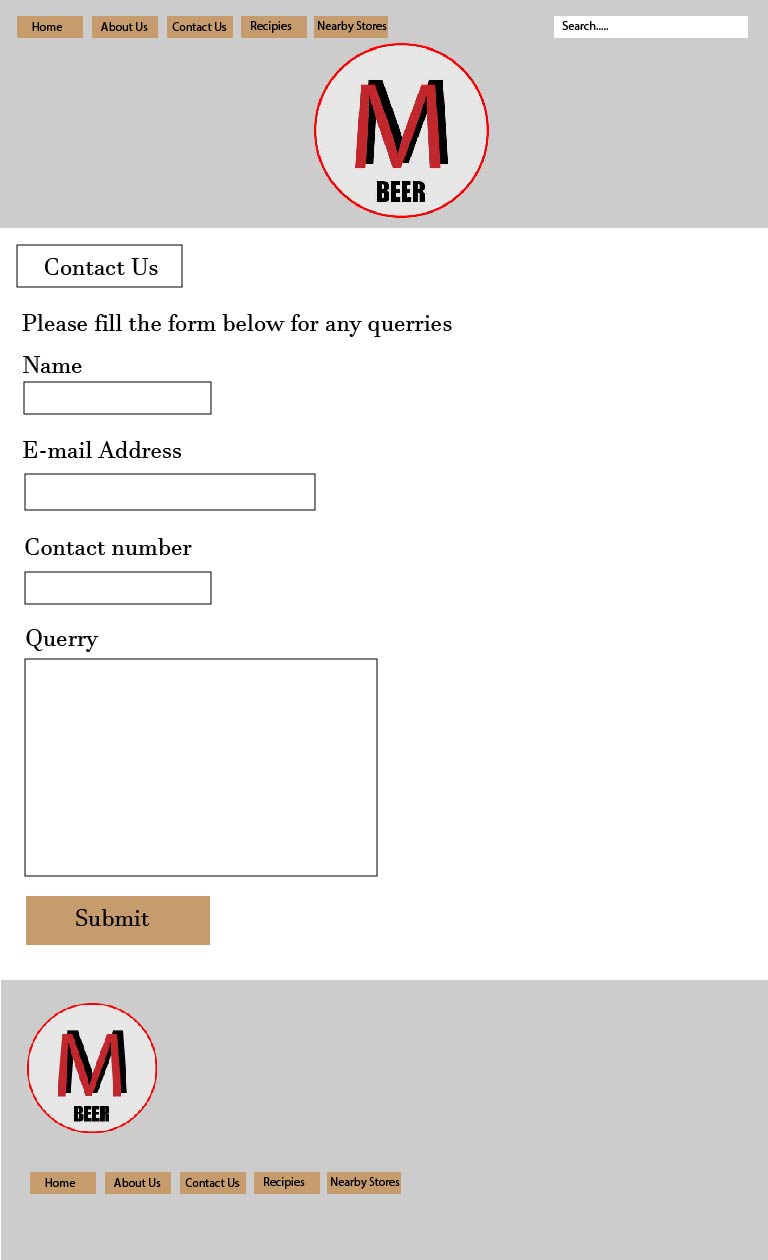 Home About Us Contact Us Recipies Nearby Stores Search.....
M
BEER
Contact Us
Please fill the form below for any querries
Name
E-mail Address
Contact number
Querry
Submit
M
BEER
Home About Us Contact Us Recipies Nearby Stores